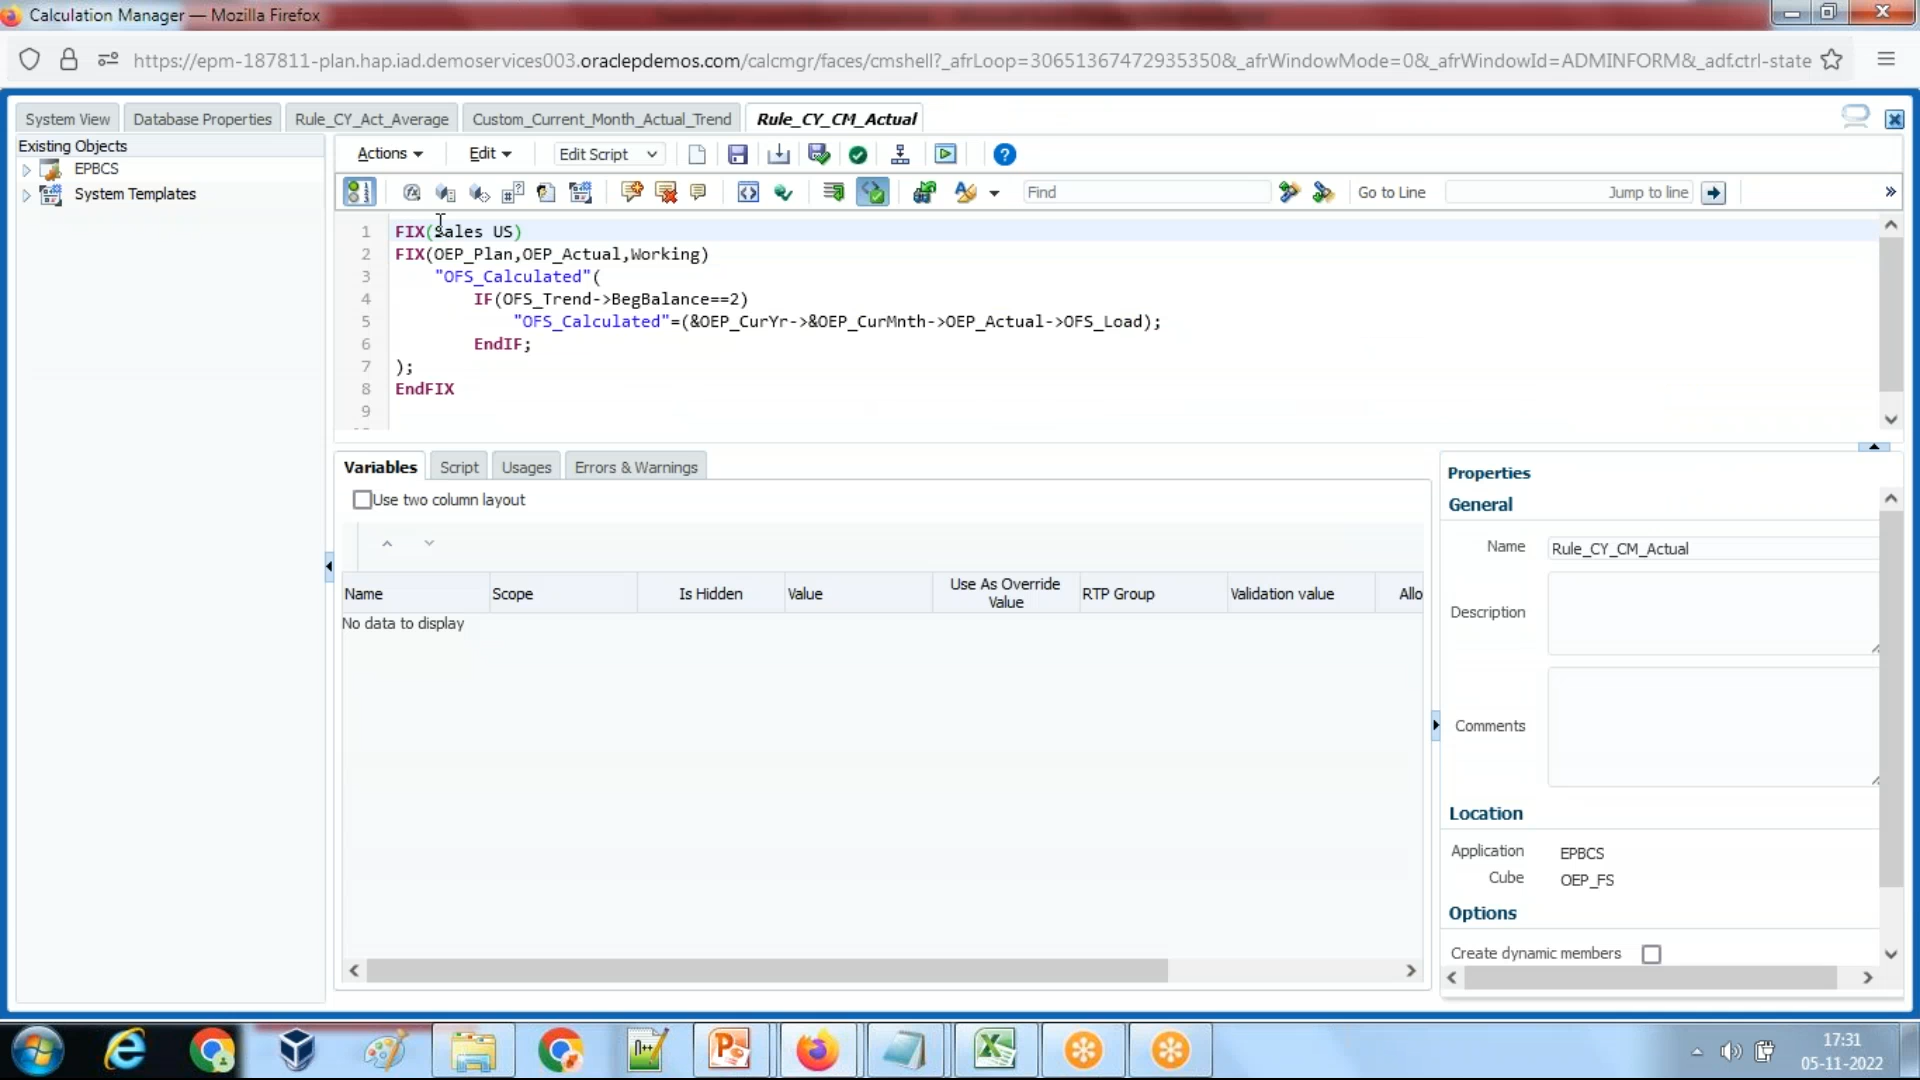 Calculation Manager — Mozilla Firefox
https://epm-187811-plan.hap.iad.demoservices003.oraclepdemos.com/calcmgr/faces/cmshell?_afrLoop=30651367472935350&_afrWindowMode=0&_afrWindowId=ADMINFORM&_adf.ctrl-state
System View Database Properties Rule_CY_Act_Average Custom_Current_Month_Actual_Trend Rule_CY_CM_Actual
Existing Objects
EPBCS
System Templates
Actions Edit Edit Script
Find Go to Line Jump to line
1 FIX(Sales US)
2 FIX(OEP_Plan,OEP_Actual,Working)
3 "OFS_Calculated"(
4 IF(OFS_Trend->BegBalance==2)
5 "OFS_Calculated"=(&OEP_CurYr->&OEP_CurMnth->OEP_Actual->OFS_Load);
6 EndIF;
7 );
8 EndFIX
9
Variables Script Usages Errors & Warnings
Use two column layout
Name Scope Is Hidden Value Use As Override Value RTP Group Validation value Allo
No data to display
Properties
General
Name Rule_CY_CM_Actual
Description
Comments
Location
Application EPBCS
Cube OEP_FS
Options
Create dynamic members
17:31
05-11-2022